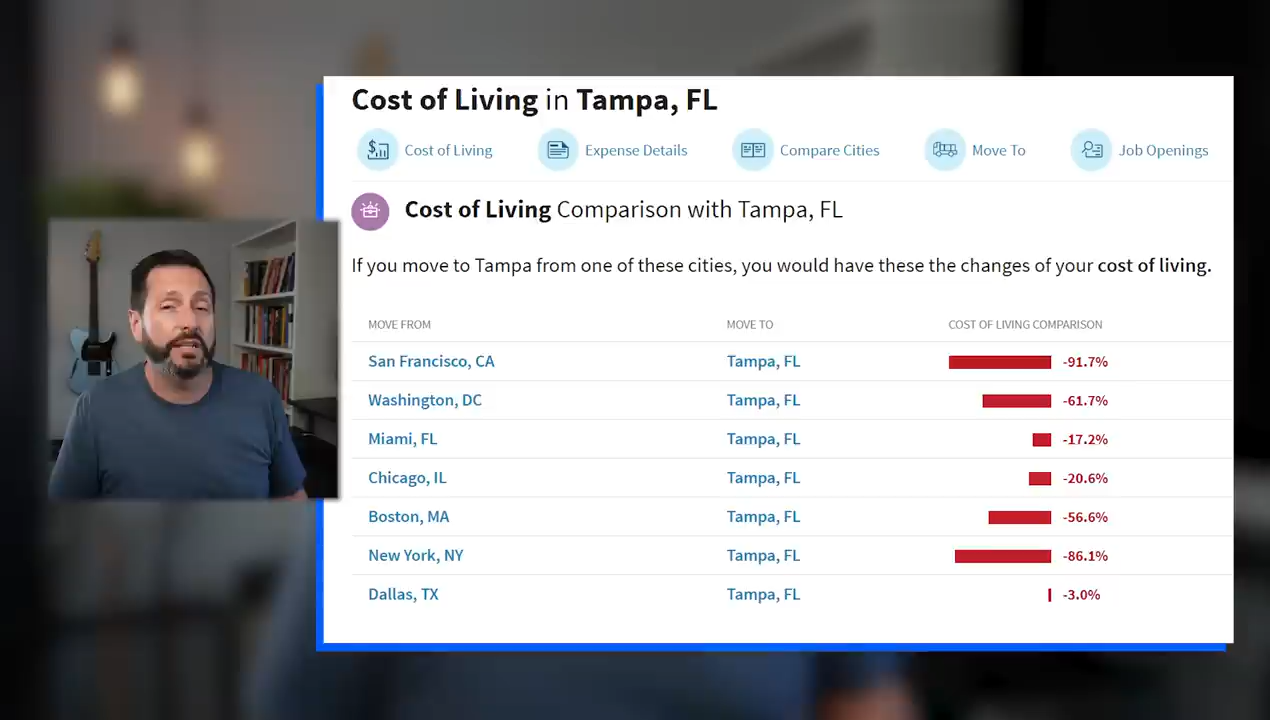 Cost of Living in Tampa, FL
Cost of Living Expense Details Compare Cities Move To Job Openings
Cost of Living Comparison with Tampa, FL
If you move to Tampa from one of these cities, you would have these the changes of your cost of living.
MOVE FROM MOVE TO COST OF LIVING COMPARISON
San Francisco, CA Tampa, FL -91.7%
Washington, DC Tampa, FL -61.7%
Miami, FL Tampa, FL -17.2%
Chicago, IL Tampa, FL -20.6%
Boston, MA Tampa, FL -56.6%
New York, NY Tampa, FL -86.1%
Dallas, TX Tampa, FL -3.0%